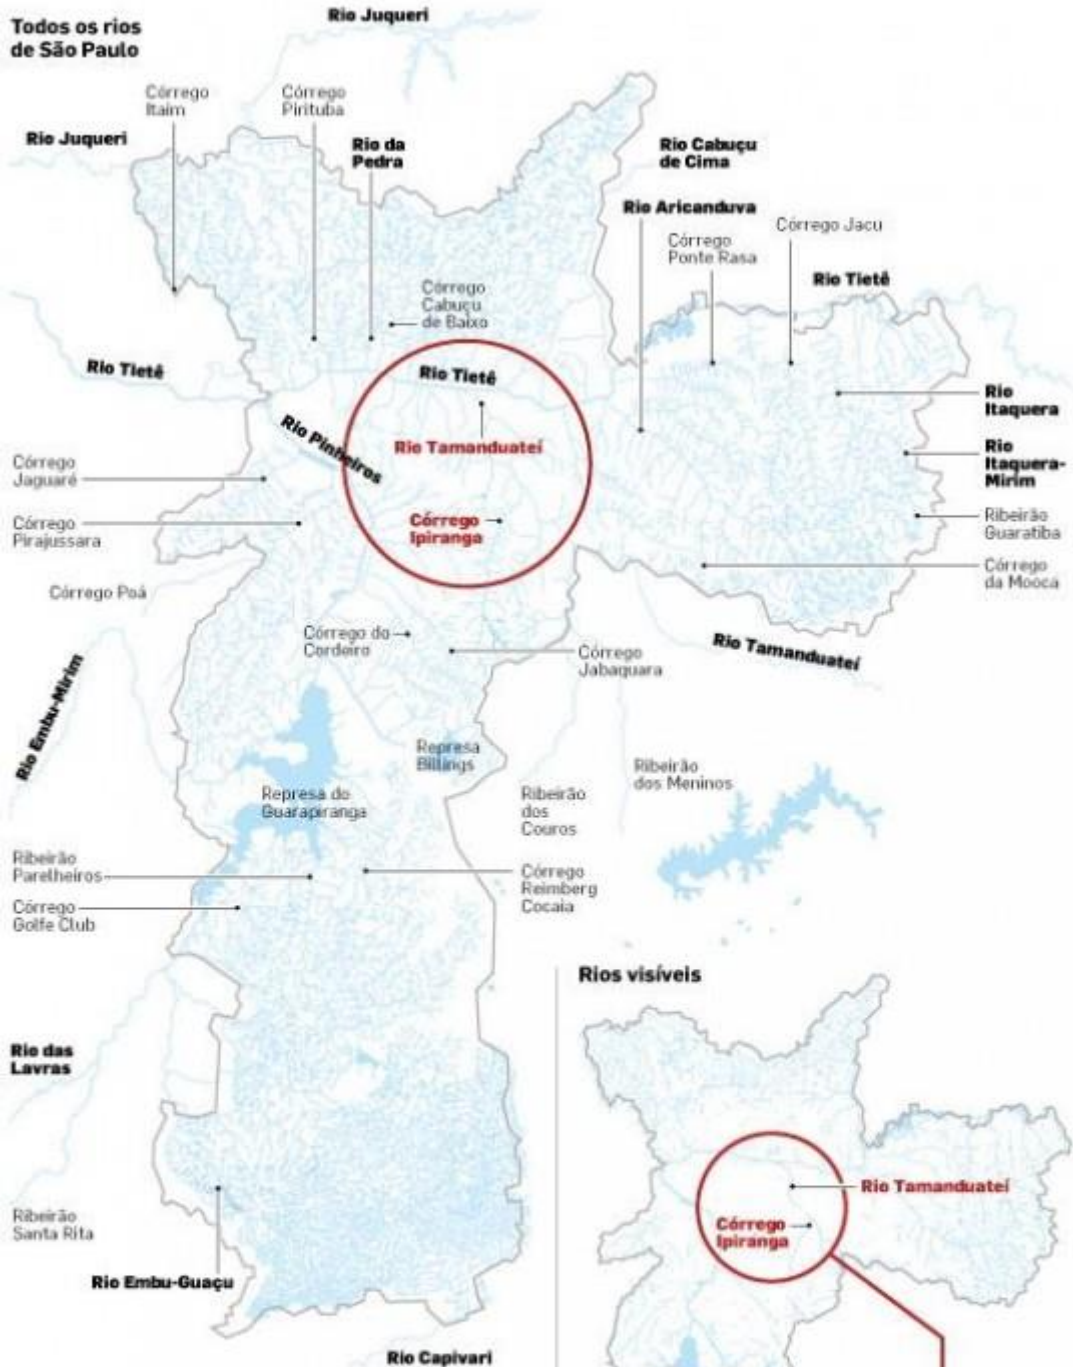 Todos os rios
de São Paulo
Rio Juqueri
Córrego
Itaim
Córrego
Pirituba
Rio Juqueri
Rio da
Pedra
Rio Cabuçu
de Cima
Rio Aricanduva
Córrego
Ponte Rasa
Córrego Jacu
Rio Tietê
Córrego
Cabuçu
de Baixo
Rio Tietê
Rio Tietê
Rio
Itaquera
Rio Pinheiros
Rio Tamanduateí
Rio
Itaquera-
Mirim
Córrego
Jaguaré
Córrego
Pirajussara
Córrego
Ipiranga
Ribeirão
Guaratiba
Córrego
da Mooca
Córrego Poá
Córrego do
Cordeiro
Córrego
Jabaquara
Rio Tamanduateí
Rio Embu-Mirim
Represa
Billings
Ribeirão
dos Meninos
Represa do
Guarapiranga
Ribeirão
dos
Couros
Ribeirão
Parelheiros
Córrego
Golfe Club
Córrego
Reimberg
Cocaia
Rios visíveis
Rio das
Lavras
Rio Tamanduateí
Córrego
Ipiranga
Ribeirão
Santa Rita
Rio Embu-Guaçu
Rio Capivari